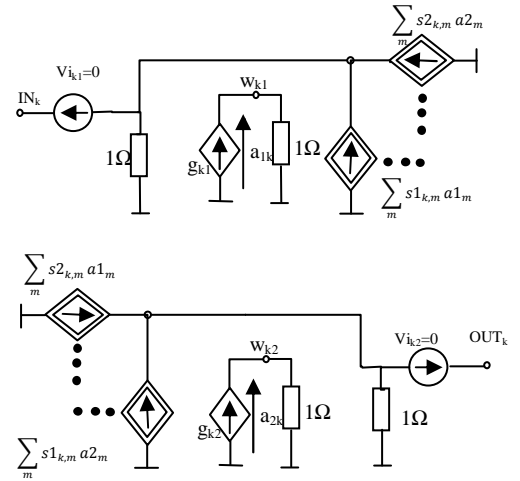 ∑ s2k,m a2m
m
Vik1=0
INk
wk1
1Ω
gk1
a1k
1Ω
∑ s1k,m a1m
m
∑ s2k,m a1m
m
wk2
Vik2=0
OUTk
gk2
a2k
1Ω
1Ω
∑ s1k,m a2m
m